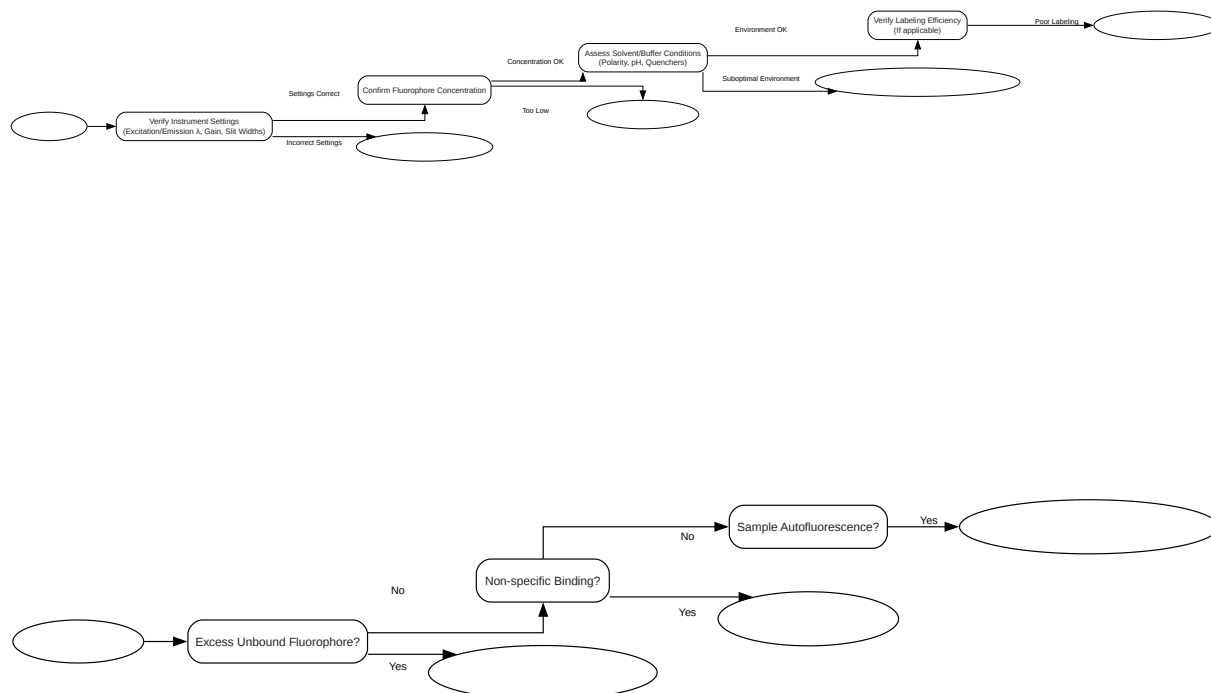 Verify Labeling Efficiency
(If applicable)
Poor Labeling
Environment OK
Assess Solvent/Buffer Conditions
(Polarity, pH, Quenchers)
Suboptimal Environment
Concentration OK
Confirm Fluorophore Concentration
Too Low
Settings Correct
Verify Instrument Settings
(Excitation/Emission λ, Gain, Slit Widths)
Incorrect Settings
Sample Autofluorescence?
Yes
No
Non-specific Binding?
Yes
No
Excess Unbound Fluorophore?
Yes